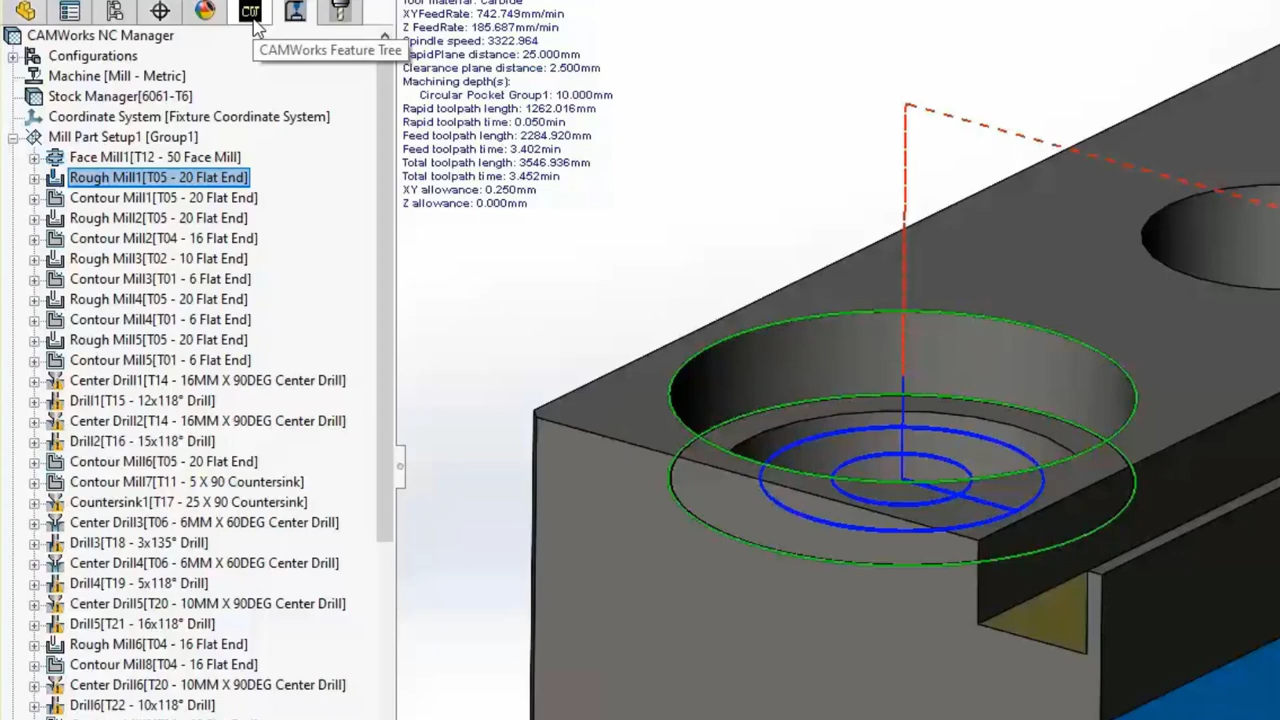 CW
CAMWorks NC Manager
CAMWorks Feature Tree
Configurations
Machine [Mill - Metric]
Stock Manager[6061-T6]
Coordinate System [Fixture Coordinate System]
Mill Part Setup1 [Group1]
Face Mill1[T12 - 50 Face Mill]
Rough Mill1[T05 - 20 Flat End]
Contour Mill1[T05 - 20 Flat End]
Rough Mill2[T05 - 20 Flat End]
Contour Mill2[T04 - 16 Flat End]
Rough Mill3[T02 - 10 Flat End]
Contour Mill3[T01 - 6 Flat End]
Rough Mill4[T05 - 20 Flat End]
Contour Mill4[T01 - 6 Flat End]
Rough Mill5[T05 - 20 Flat End]
Contour Mill5[T01 - 6 Flat End]
Center Drill1[T14 - 16MM X 90DEG Center Drill]
Drill1[T15 - 12x118° Drill]
Center Drill2[T14 - 16MM X 90DEG Center Drill]
Drill2[T16 - 15x118° Drill]
Contour Mill6[T05 - 20 Flat End]
Contour Mill7[T11 - 5 X 90 Countersink]
Countersink1[T17 - 25 X 90 Countersink]
Center Drill3[T06 - 6MM X 60DEG Center Drill]
Drill3[T18 - 3x135° Drill]
Center Drill4[T06 - 6MM X 60DEG Center Drill]
Drill4[T19 - 5x118° Drill]
Center Drill5[T20 - 10MM X 90DEG Center Drill]
Drill5[T21 - 16x118° Drill]
Rough Mill6[T04 - 16 Flat End]
Contour Mill8[T04 - 16 Flat End]
Center Drill6[T20 - 10MM X 90DEG Center Drill]
Drill6[T22 - 10x118° Drill]
Tool material: Carbide
XYFeedRate: 742.749mm/min
Z FeedRate: 185.687mm/min
Spindle speed: 3322.964
RapidPlane distance: 25.000mm
Clearance plane distance: 2.500mm
Machining depth(s):
Circular Pocket Group1: 10.000mm
Rapid toolpath length: 1262.016mm
Rapid toolpath time: 0.050min
Feed toolpath length: 2284.920mm
Feed toolpath time: 3.402min
Total toolpath length: 3546.936mm
Total toolpath time: 3.452min
XY allowance: 0.250mm
Z allowance: 0.000mm